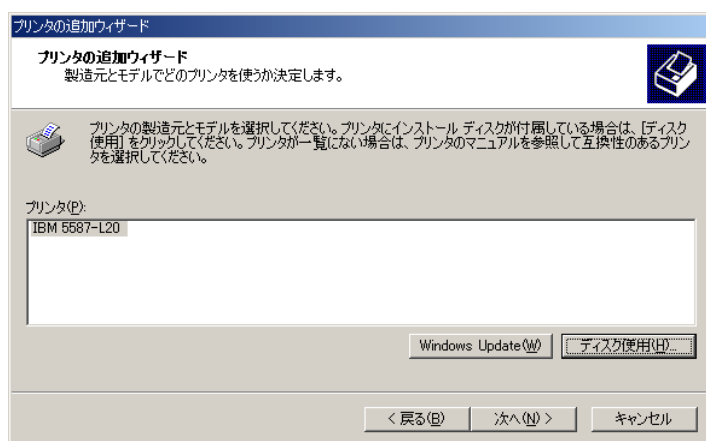 プリンタの追加ウィザード
プリンタの追加ウィザード
製造元とモデルでどのプリンタを使うか決定します。
プリンタの製造元とモデルを選択してください。プリンタにインストール ディスクが付属している場合は、[ディスク
使用] をクリックしてください。プリンタが一覧にない場合は、プリンタのマニュアルを参照して互換性のあるプリン
タを選択してください。
プリンタ(P):
IBM 5587-L20
Windows Update(W)
ディスク使用(H)...
< 戻る(B)
次へ(N) >
キャンセル